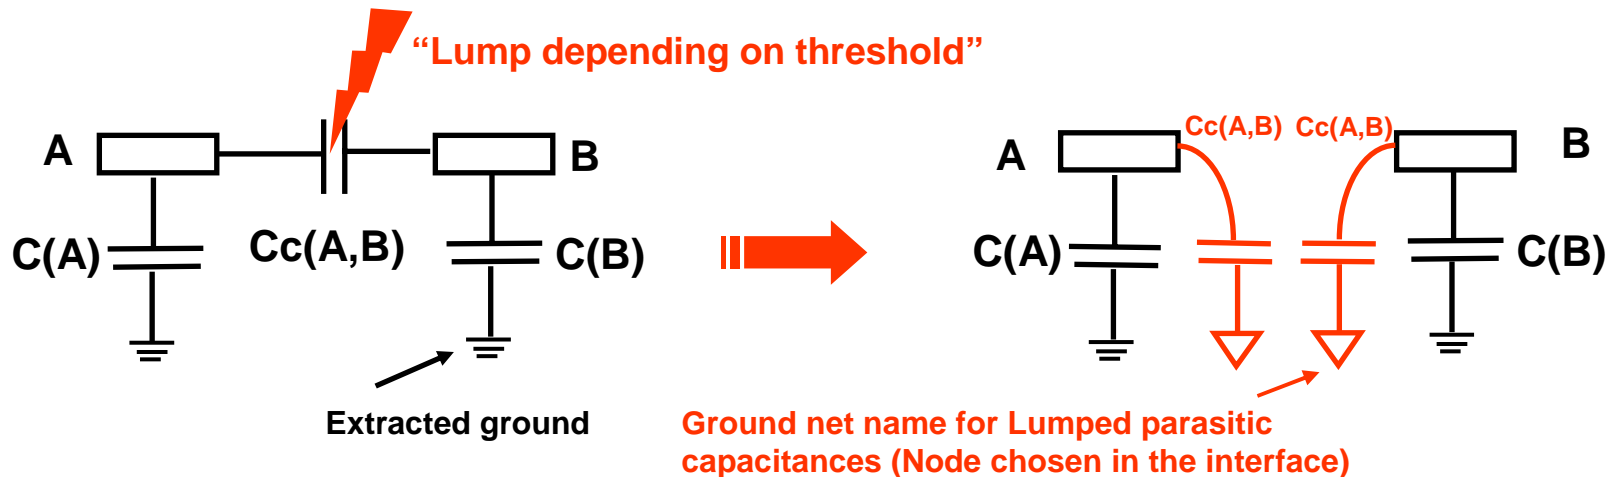 “Lump depending on threshold”
A
B
C(A)
Cc(A,B)
C(B)
Extracted ground
A
Cc(A,B)
Cc(A,B)
B
C(A)
C(B)
Ground net name for Lumped parasitic
capacitances (Node chosen in the interface)